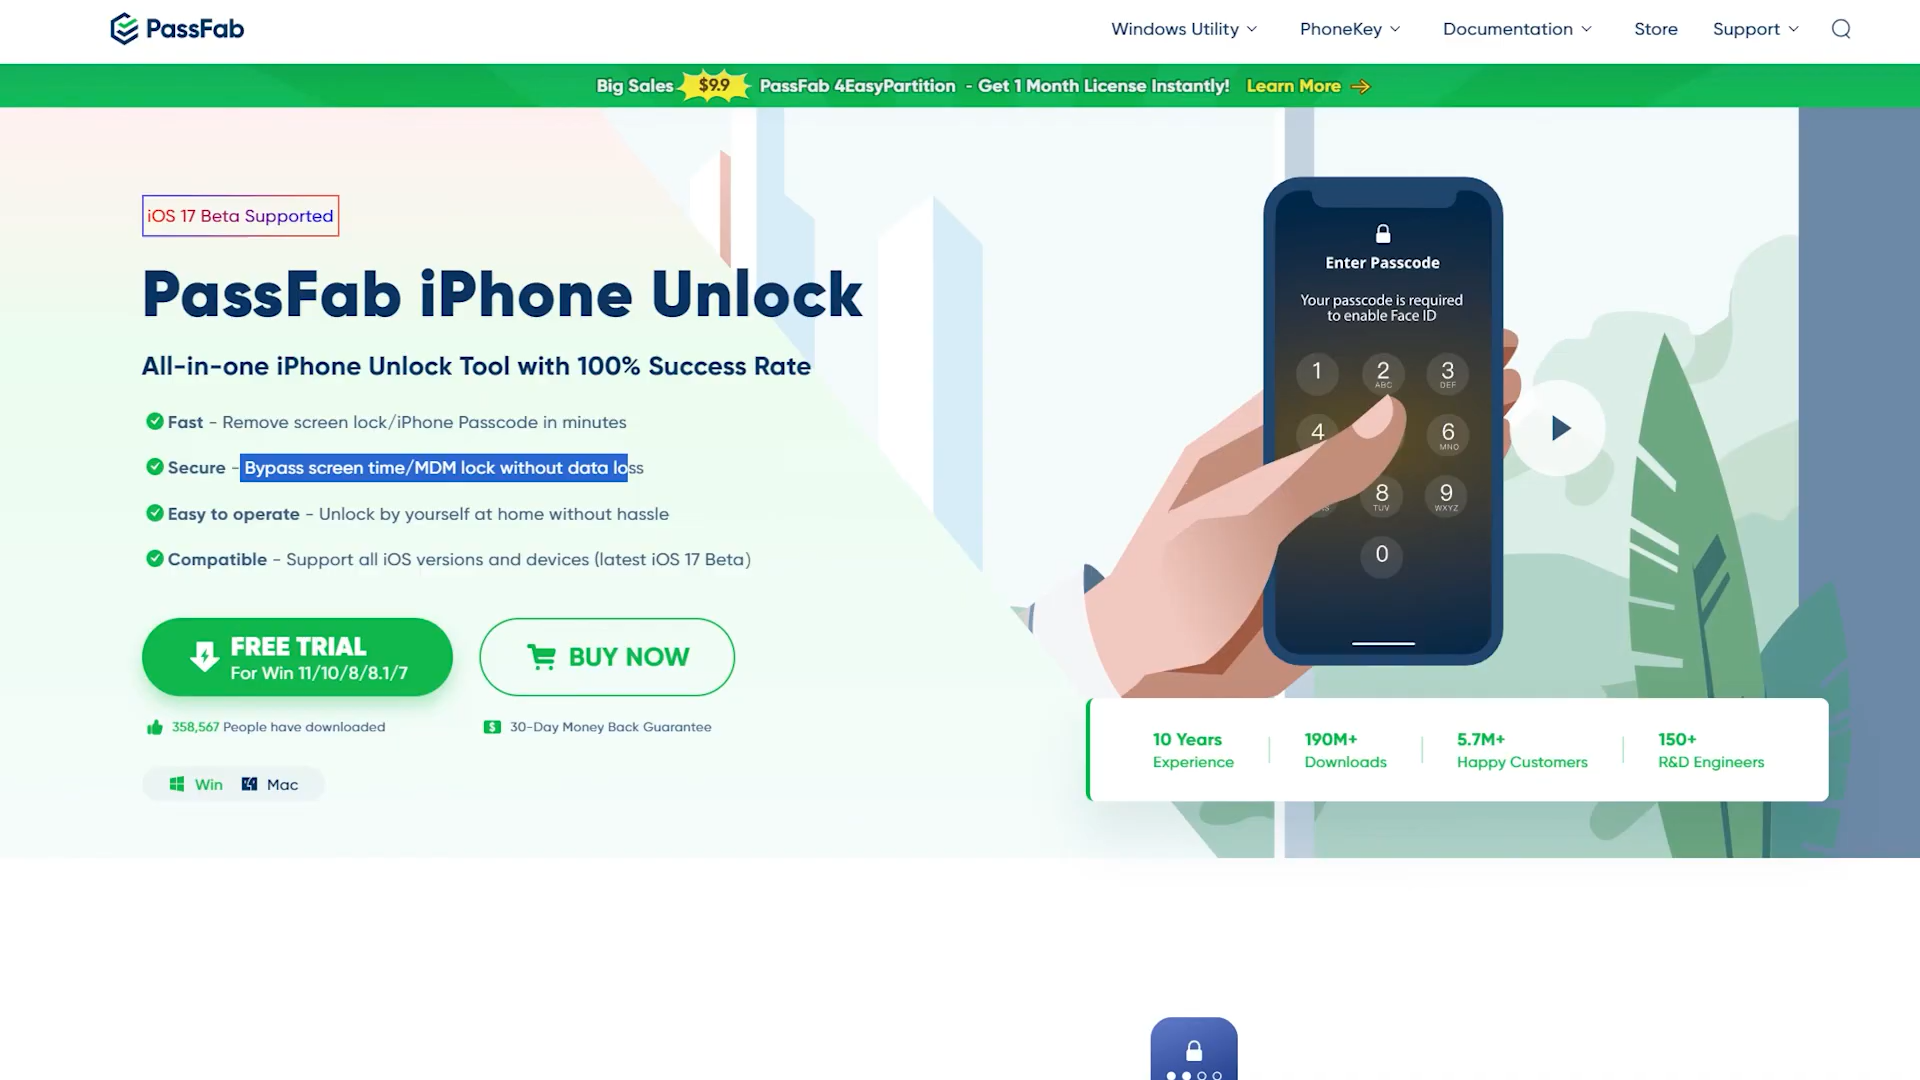 PassFab
Windows Utility
PhoneKey
Documentation
Store
Support
Big Sales $9.9 PassFab 4EasyPartition - Get 1 Month License Instantly! Learn More
iOS 17 Beta Supported
PassFab iPhone Unlock
All-in-one iPhone Unlock Tool with 100% Success Rate
Fast - Remove screen lock/iPhone Passcode in minutes
Secure - Bypass screen time/MDM lock without data loss
Easy to operate - Unlock by yourself at home without hassle
Compatible - Support all iOS versions and devices (latest iOS 17 Beta)
FREE TRIAL
For Win 11/10/8/8.1/7
BUY NOW
358,567 People have downloaded
30-Day Money Back Guarantee
Win
Mac
Enter Passcode
Your passcode is required
to enable Face ID
1 2 3
ABC DEF
4 6
MNO
8 9
TUV WXYZ
0
10 Years
Experience
190M+
Downloads
5.7M+
Happy Customers
150+
R&D Engineers